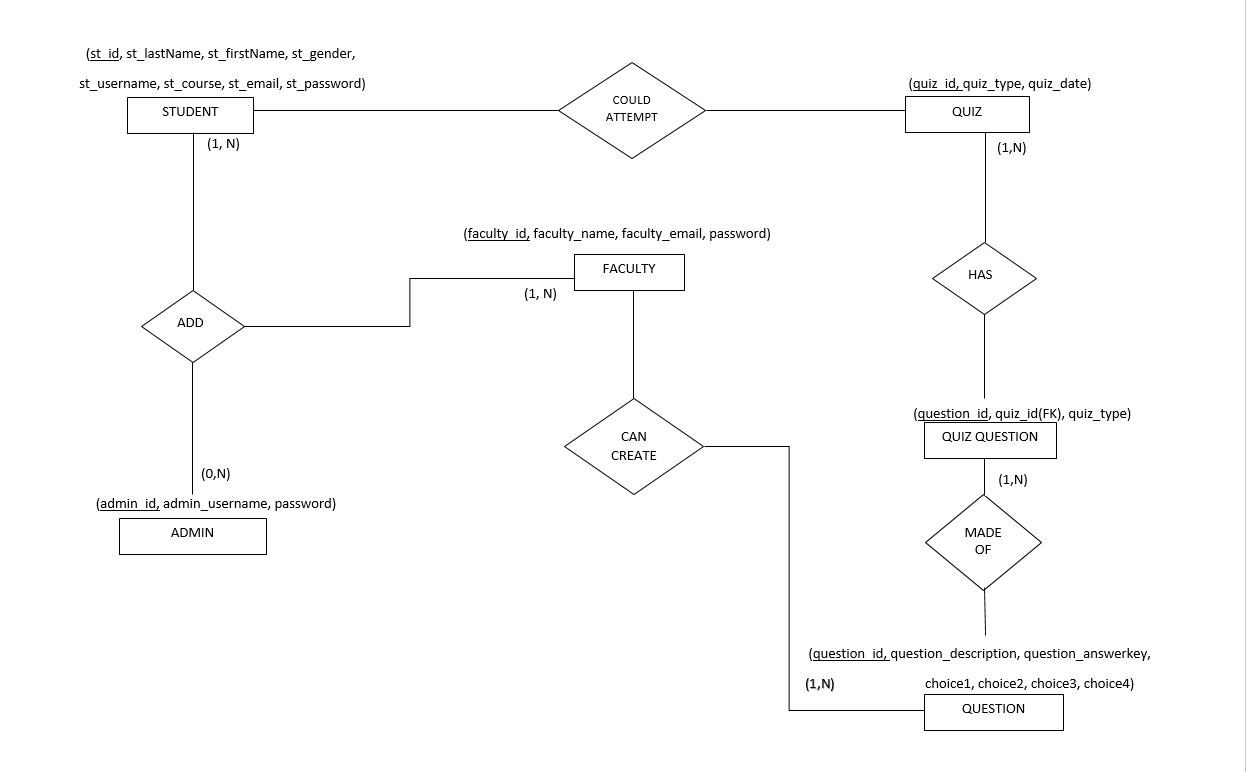 (st_id, st_lastName, st_firstName, st_gender,
st_username, st_course, st_email, st_password)
STUDENT
(1, N)
COULD
ATTEMPT
(quiz_id, quiz_type, quiz_date)
QUIZ
(1,N)
(faculty_id, faculty_name, faculty_email, password)
FACULTY
(1, N)
HAS
ADD
(question_id, quiz_id(FK), quiz_type)
QUIZ QUESTION
(1,N)
CAN
CREATE
(0,N)
(admin_id, admin_username, password)
ADMIN
MADE
OF
(question_id, question_description, question_answerkey,
choice1, choice2, choice3, choice4)
(1,N)
QUESTION